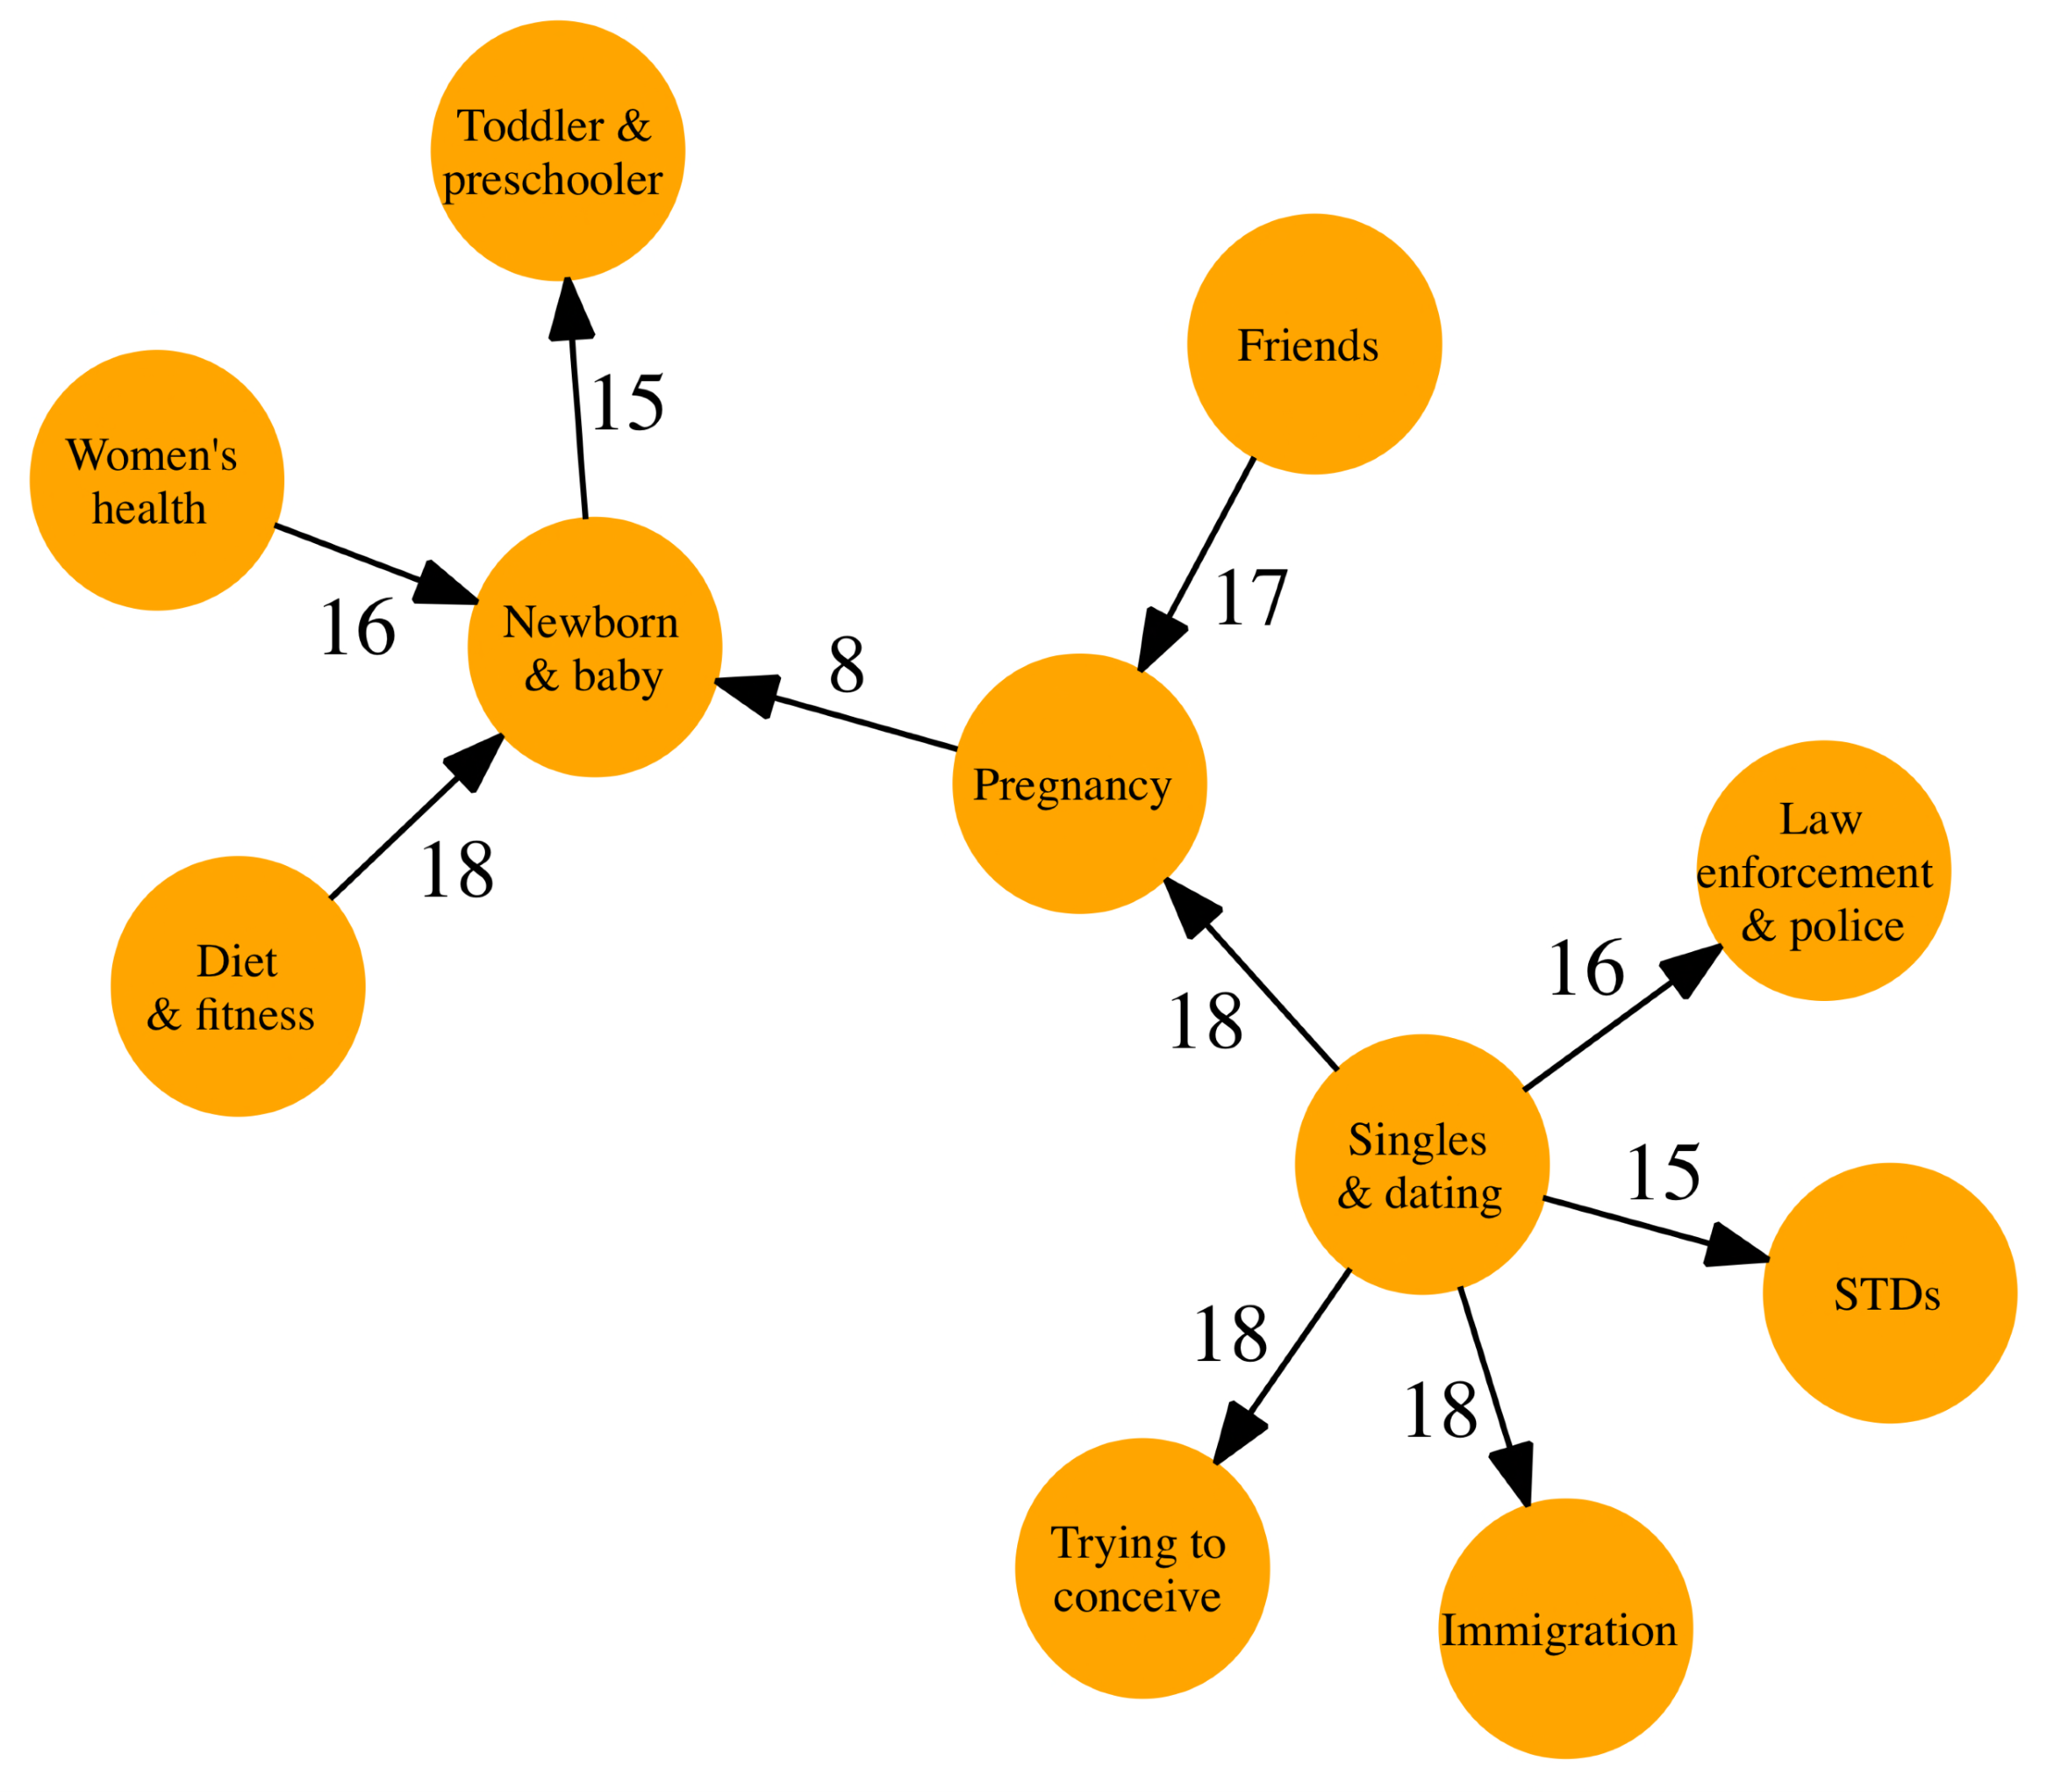 Toddler &
preschooler
15
Friends
Women's
health
16
17
Newborn
& baby
8
Pregnancy
18
Diet
& fitness
Law
enforcement
& police
16
18
Singles
& dating
15
STDs
18
18
Trying to
conceive
Immigration